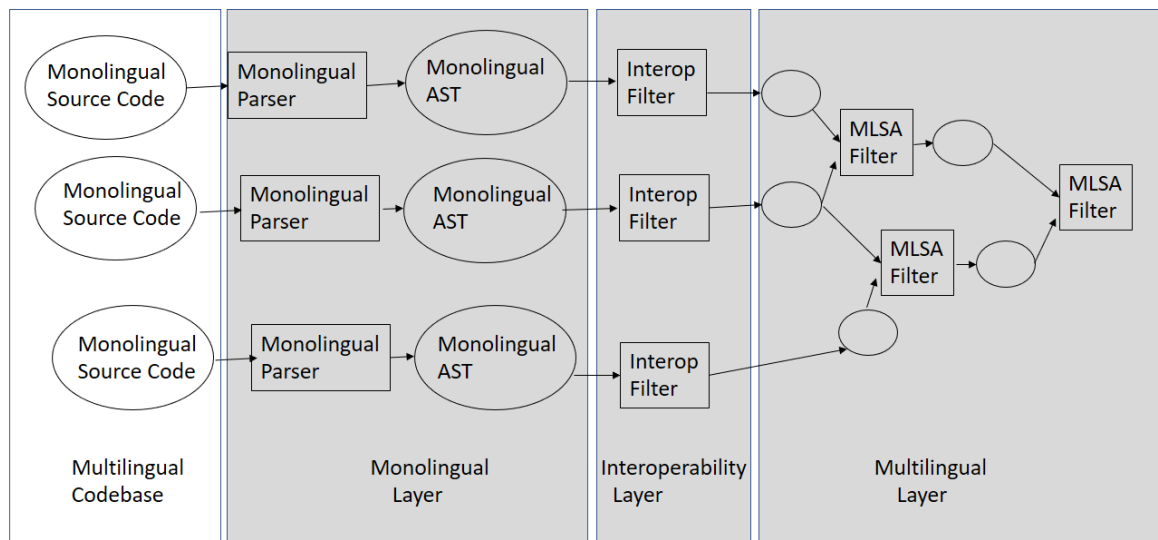 Monolingual
Source Code
Monolingual
Parser
Monolingual
AST
Interop
Filter
Monolingual
Source Code
Monolingual
Parser
Monolingual
AST
Interop
Filter
Monolingual
Source Code
Monolingual
Parser
Monolingual
AST
Interop
Filter
MLSA
Filter
MLSA
Filter
MLSA
Filter
Multilingual
Codebase
Monolingual
Layer
Interoperability
Layer
Multilingual
Layer